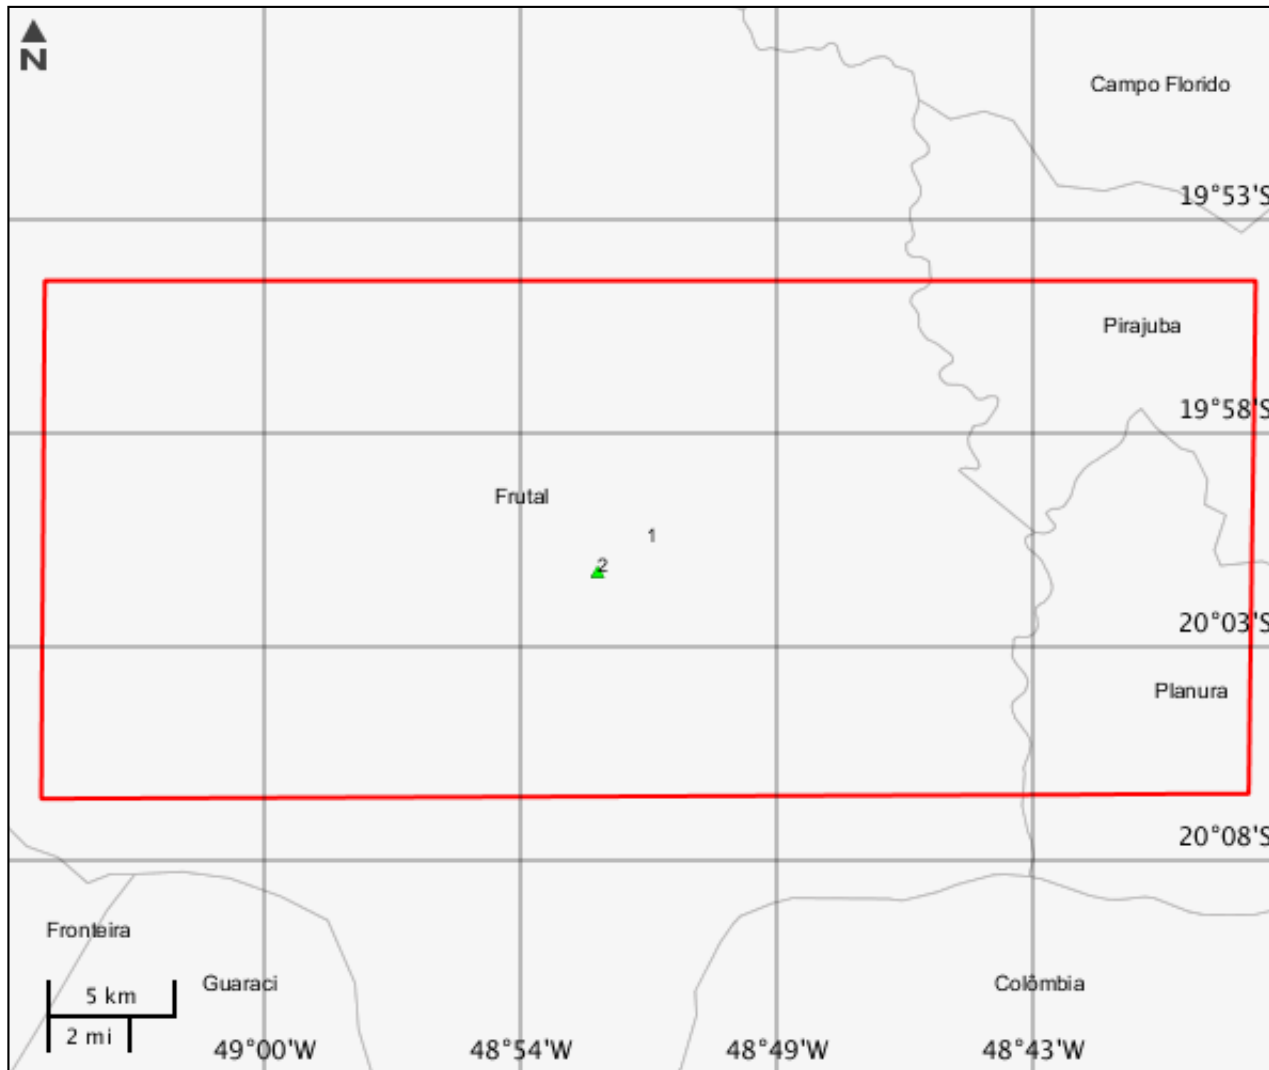 N
Campo Florido
19°53'S
Pirajuba
19°58'S
Frutal
1
2
20°03'S
Planura
20°08'S
Fronteira
Guaraci
Colômbia
5 km
2 mi
49°00'W
48°54'W
48°49'W
48°43'W